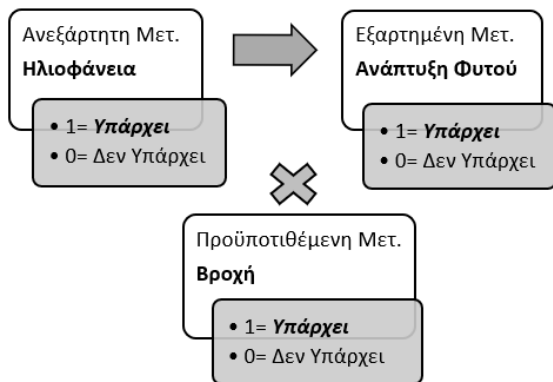 Ανεξάρτητη Μετ.
Ηλιοφάνεια
• 1= Υπάρχει
• 0= Δεν Υπάρχει
Εξαρτημένη Μετ.
Ανάπτυξη Φυτού
• 1= Υπάρχει
• 0= Δεν Υπάρχει
Προϋποτιθέμενη Μετ.
Βροχή
• 1= Υπάρχει
• 0= Δεν Υπάρχει